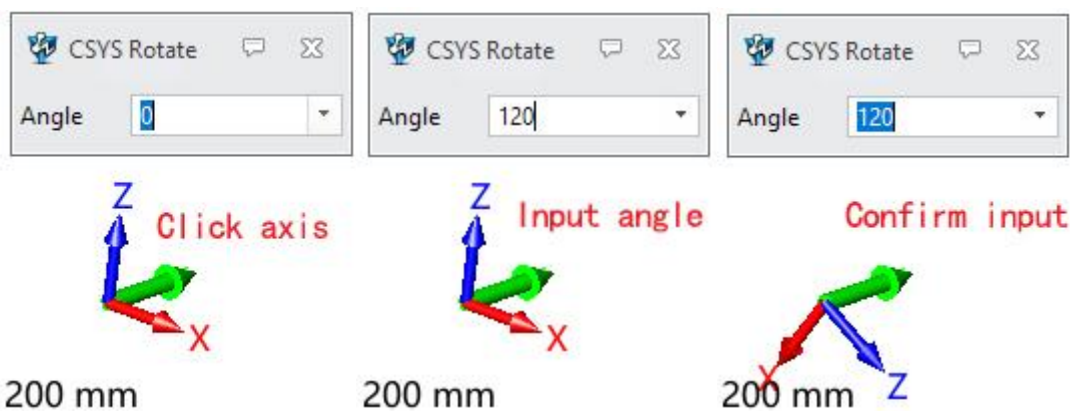 CSYS Rotate
Angle 0
Z
Click axis
X
200 mm
CSYS Rotate
Angle 120
Z
Input angle
X
200 mm
CSYS Rotate
Angle 120
Confirm input
X
Z
200 mm